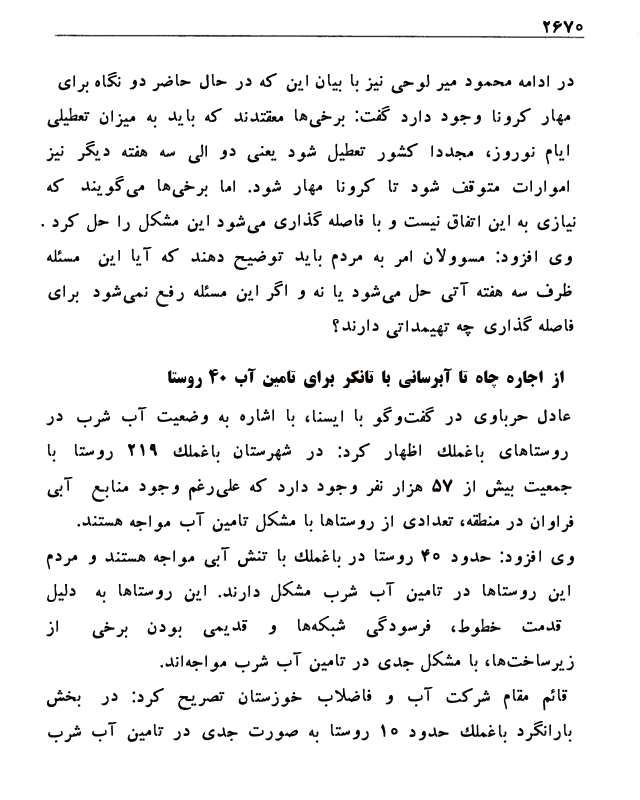 ۲۶۷۰
در ادامه محمود میر لوحی نیز با بیان این که در حال حاضر دو نگاه برای
مهار کرونا وجود دارد گفت: برخی‌ها معقتدند که باید به میزان تعطیلی
ایام نوروز، مجددا کشور تعطیل شود یعنی دو الی سه هفته دیگر نیز
اموارات متوقف شود تا کرونا مهار شود. اما برخی‌ها می‌گویند که
نیازی به این اتفاق نیست و با فاصله گذاری می‌شود این مشکل را حل کرد .
وی افزود: مسوولان امر به مردم باید توضیح دهند که آیا این مسئله
ظرف سه هفته آتی حل می‌شود یا نه و اگر این مسئله رفع نمی‌شود برای
فاصله گذاری چه تهیمداتی دارند؟
از اجاره چاه تا آبرسانی با تانکر برای تامین آب ۴۰ روستا
عادل حرباوی در گفت‌وگو با ایسنا، با اشاره به وضعیت آب شرب در
روستاهای باغملك اظهار کرد: در شهرستان باغملك ۲۱۹ روستا با
جمعیت بیش از ۵۷ هزار نفر وجود دارد که علی‌رغم وجود منابع آبی
فراوان در منطقه، تعدادی از روستاها با مشکل تامین آب مواجه هستند.
وی افزود: حدود ۴۰ روستا در باغملك با تنش آبی مواجه هستند و مردم
این روستاها در تامین آب شرب مشکل دارند. این روستاها به دلیل
قدمت خطوط، فرسودگی شبکه‌ها و قدیمی بودن برخی از
زیرساخت‌ها، با مشکل جدی در تامین آب شرب مواجه‌اند.
قائم مقام شرکت آب و فاضلاب خوزستان تصریح کرد: در بخش
بارانگرد باغملك حدود ۱۰ روستا به صورت جدی در تامین آب شرب